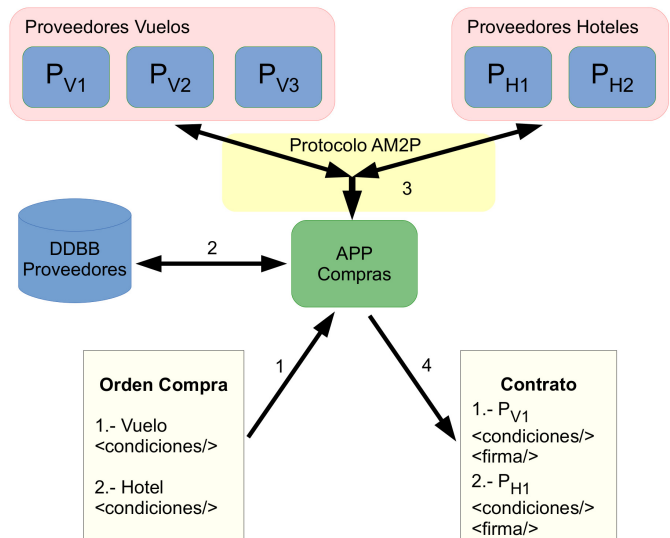 Proveedores Vuelos
Proveedores Hoteles
PV1
PV2
PV3
PH1
PH2
Protocolo AM2P
3
DDBB
Proveedores
2
APP
Compras
1
4
Orden Compra
1.- Vuelo
<condiciones/>
2.- Hotel
<condiciones/>
Contrato
1.- PV1
<condiciones/>
<firma/>
2.- PH1
<condiciones/>
<firma/>